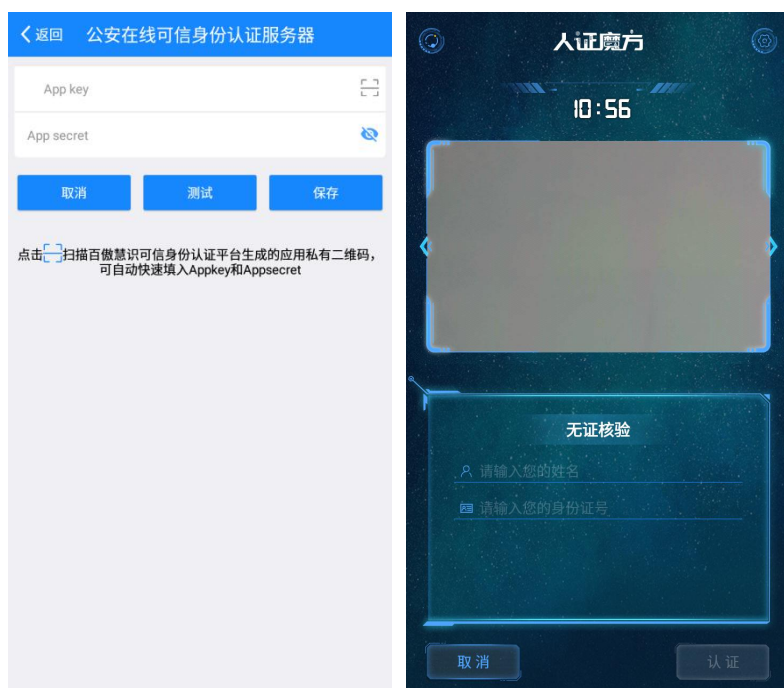 返回 公安在线可信身份认证服务器
App key
App secret
取消 测试 保存
点击扫描百傲慧识可信身份认证平台生成的应用私有二维码，
可自动快速填入Appkey和Appsecret
人证魔方
10:56
无证核验
请输入您的姓名
请输入您的身份证号
取消 认证